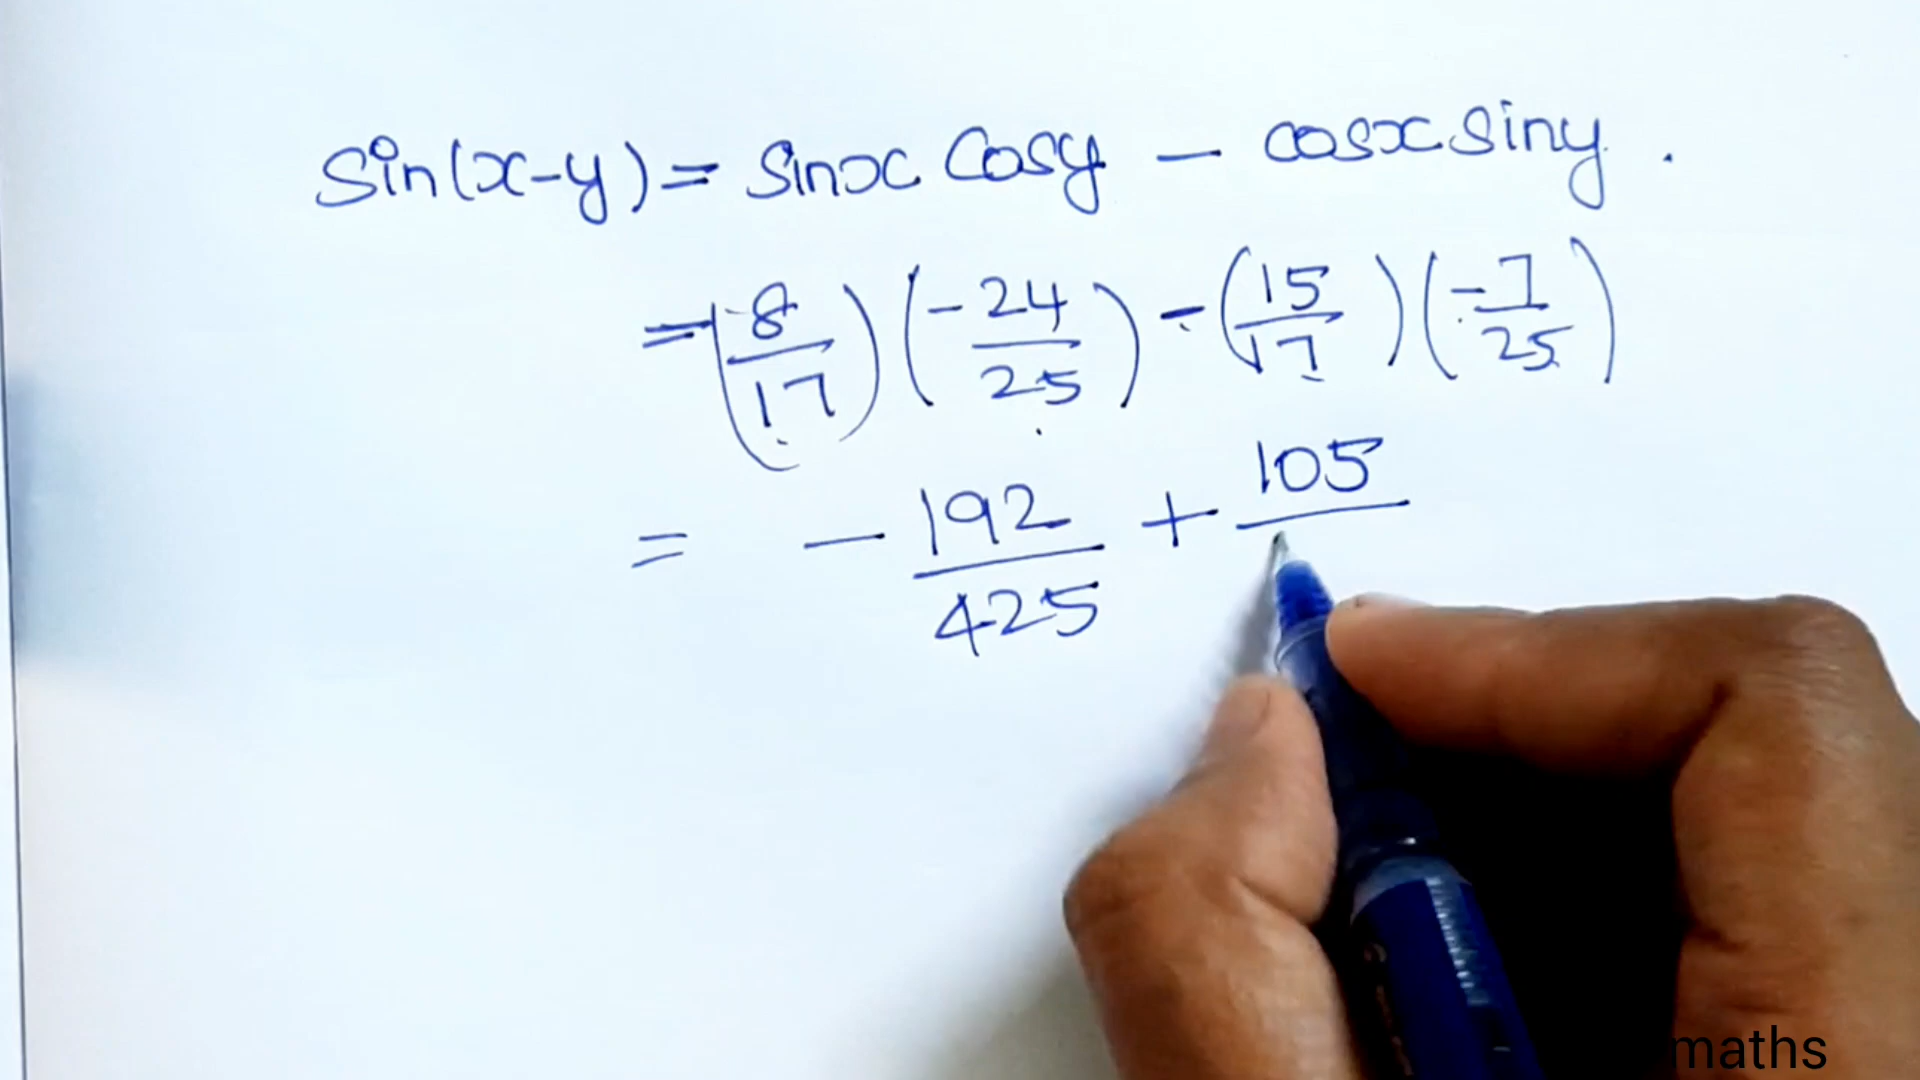 Sin(x-y) = Sinx Cosy - cosx siny.
= (8/17)(-24/25) - (15/17)(-7/25)
= - 192/425 + 105/
maths